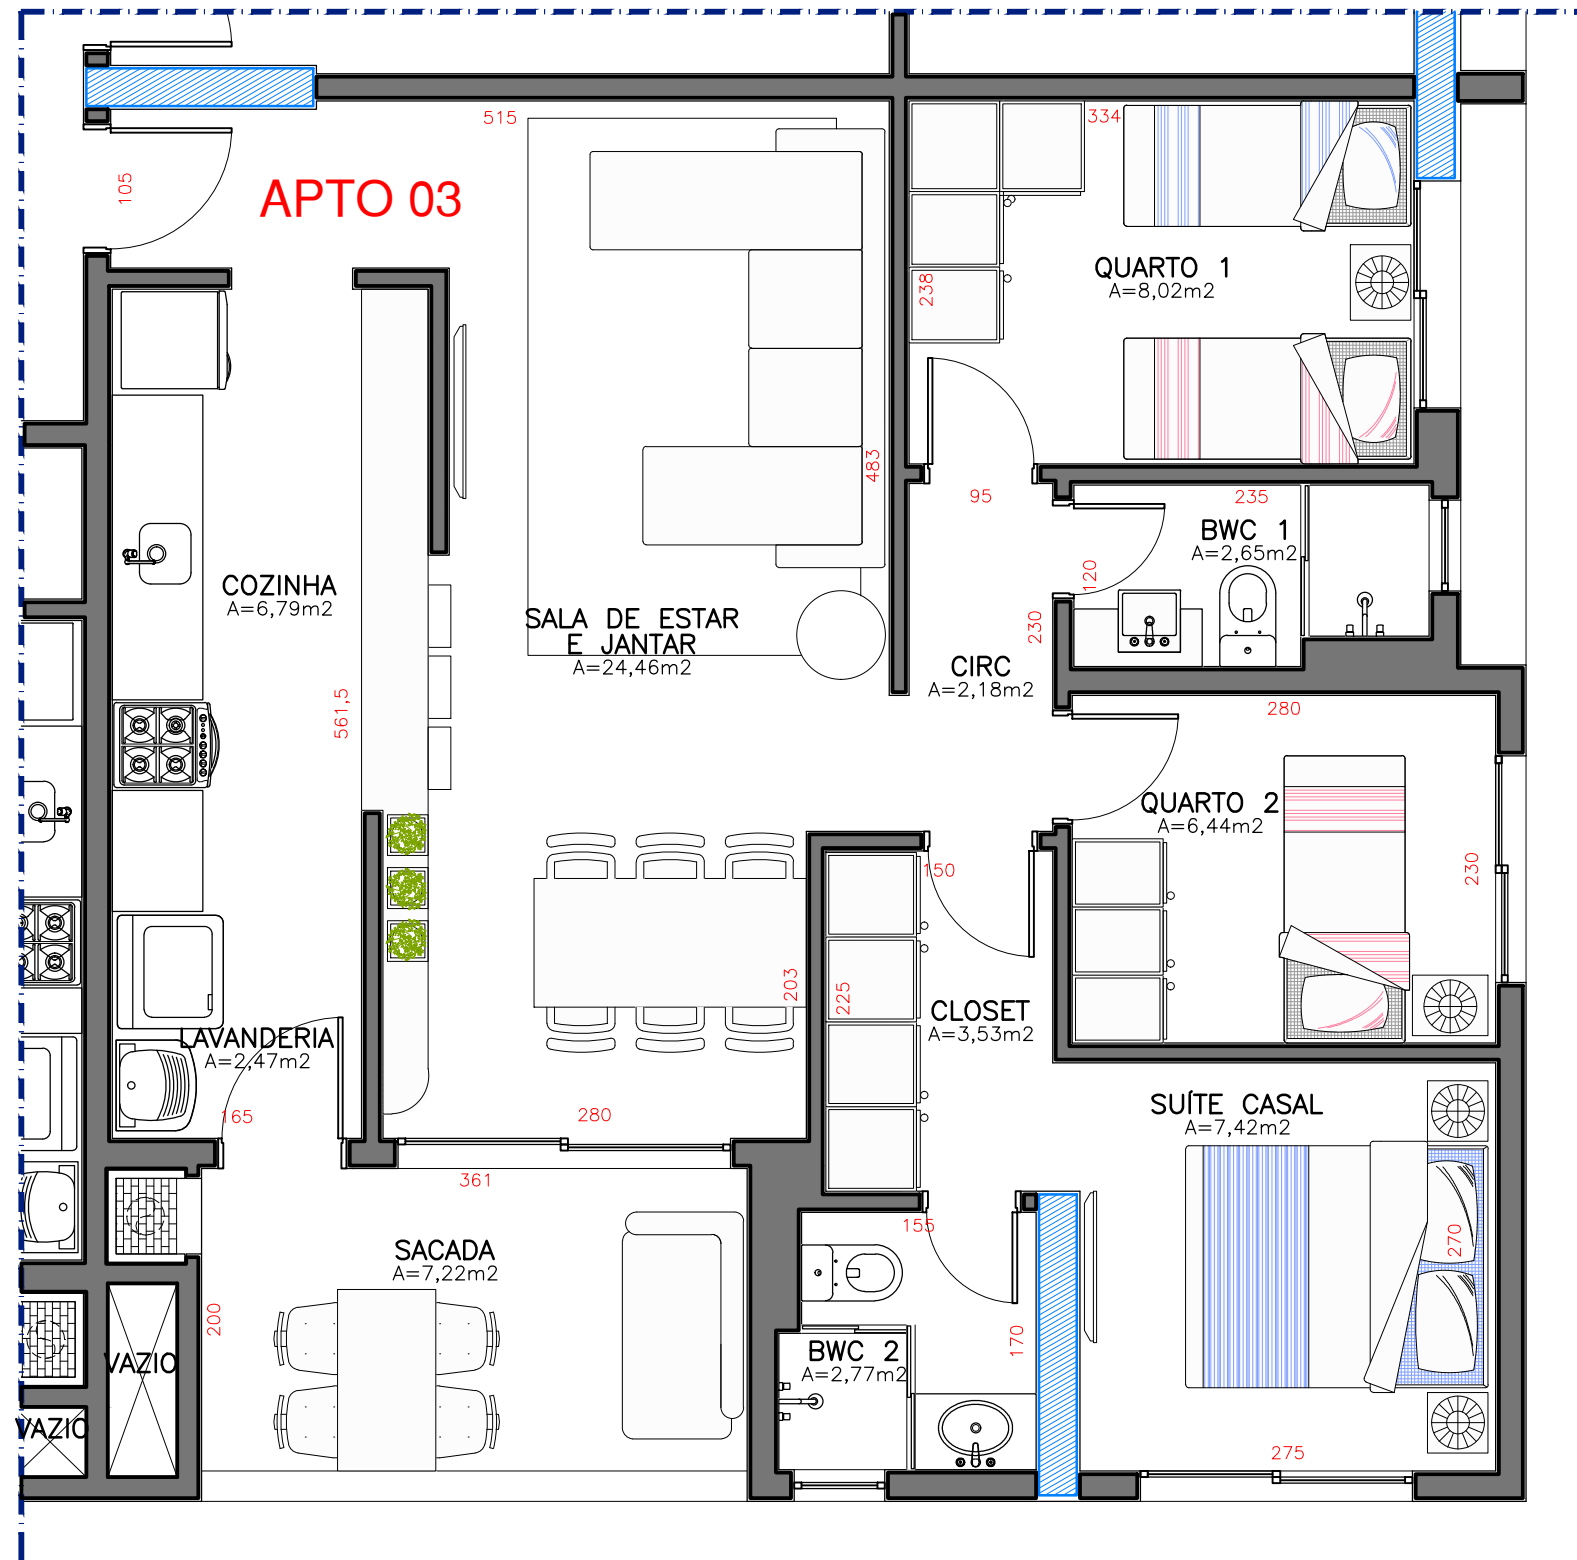 515
334
105
APTO 03
QUARTO 1
A=8,02m2
238
483
95
235
BWC 1
A=2,65m2
120
COZINHA
A=6,79m2
SALA DE ESTAR
E JANTAR
A=24,46m2
230
CIRC
A=2,18m2
561,5
280
QUARTO 2
A=6,44m2
230
150
203
225
CLOSET
A=3,53m2
LAVANDERIA
A=2,47m2
165
280
SUÍTE CASAL
A=7,42m2
361
155
SACADA
A=7,22m2
270
200
170
VAZIO
BWC 2
A=2,77m2
VAZIO
275